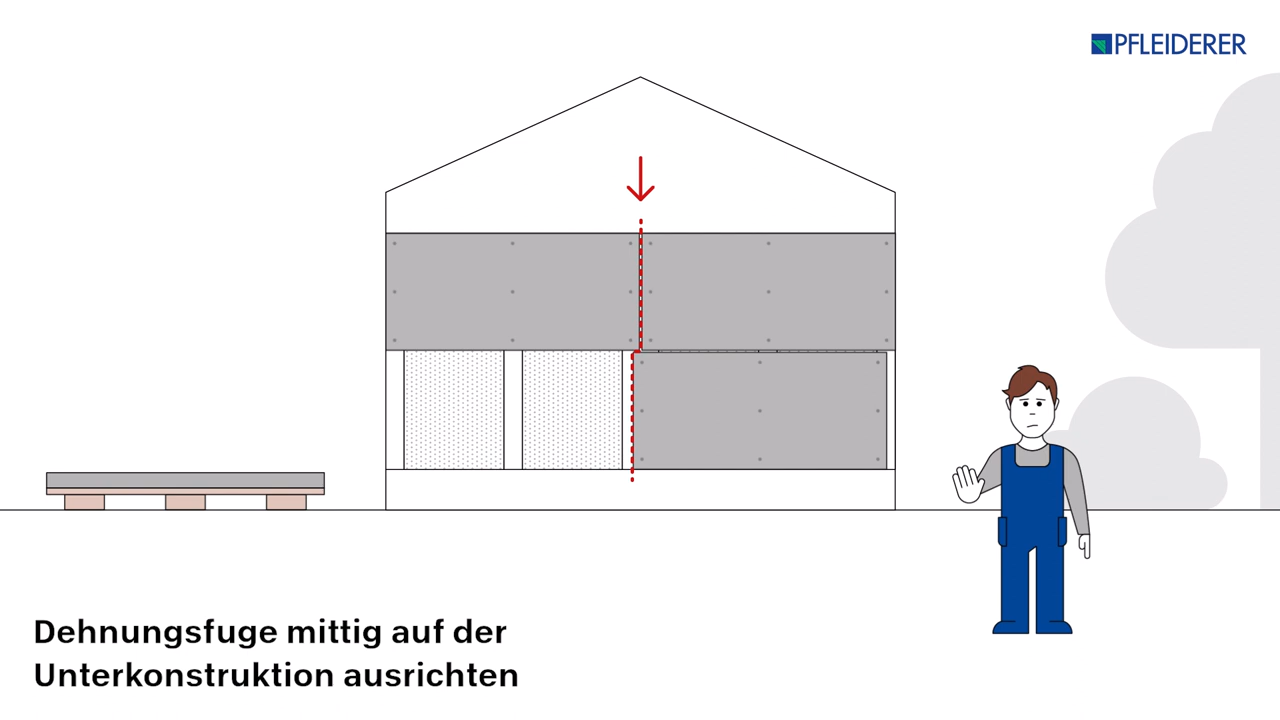 PFLEIDERER
Dehnungsfuge mittig auf der
Unterkonstruktion ausrichten